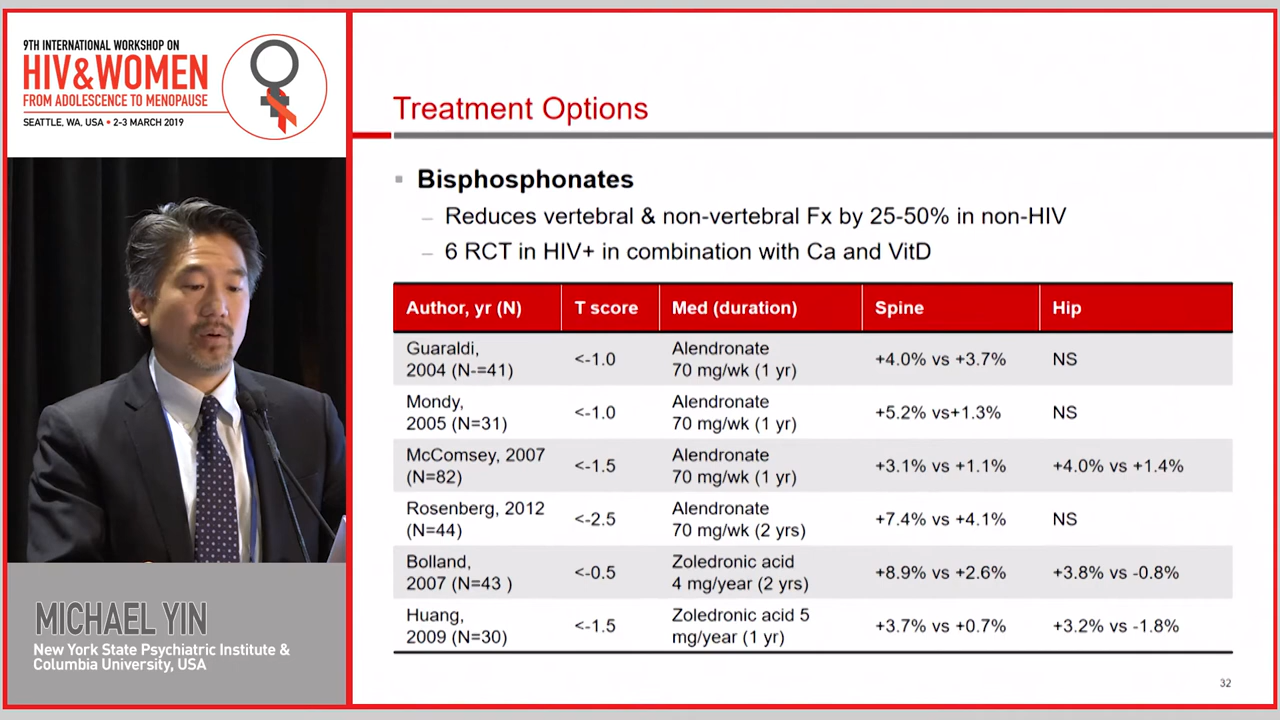 9TH INTERNATIONAL WORKSHOP ON
HIV&WOMEN
FROM ADOLESCENCE TO MENOPAUSE
SEATTLE, WA, USA • 2-3 MARCH 2019
MICHAEL YIN
New York State Psychiatric Institute &
Columbia University, USA
Treatment Options
▪ Bisphosphonates
– Reduces vertebral & non-vertebral Fx by 25-50% in non-HIV
– 6 RCT in HIV+ in combination with Ca and VitD
Author, yr (N) T score Med (duration) Spine Hip
Guaraldi,
2004 (N-=41) <-1.0 Alendronate
70 mg/wk (1 yr) +4.0% vs +3.7% NS
Mondy,
2005 (N=31) <-1.0 Alendronate
70 mg/wk (1 yr) +5.2% vs+1.3% NS
McComsey, 2007
(N=82) <-1.5 Alendronate
70 mg/wk (1 yr) +3.1% vs +1.1% +4.0% vs +1.4%
Rosenberg, 2012
(N=44) <-2.5 Alendronate
70 mg/wk (2 yrs) +7.4% vs +4.1% NS
Bolland,
2007 (N=43 ) <-0.5 Zoledronic acid
4 mg/year (2 yrs) +8.9% vs +2.6% +3.8% vs -0.8%
Huang,
2009 (N=30) <-1.5 Zoledronic acid 5
mg/year (1 yr) +3.7% vs +0.7% +3.2% vs -1.8%
32